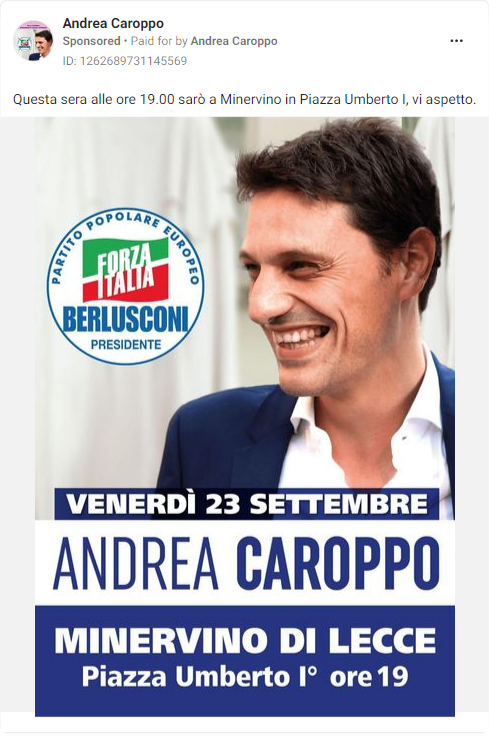 Andrea Caroppo
Sponsored • Paid for by Andrea Caroppo
ID: 1262689731145569
Questa sera alle ore 19.00 sarò a Minervino in Piazza Umberto I, vi aspetto.
PARTITO POPOLARE EUROPEO
FORZA
ITALIA
BERLUSCONI
PRESIDENTE
VENERDÌ 23 SETTEMBRE
ANDREA CAROPPO
MINERVINO DI LECCE
Piazza Umberto I° ore 19